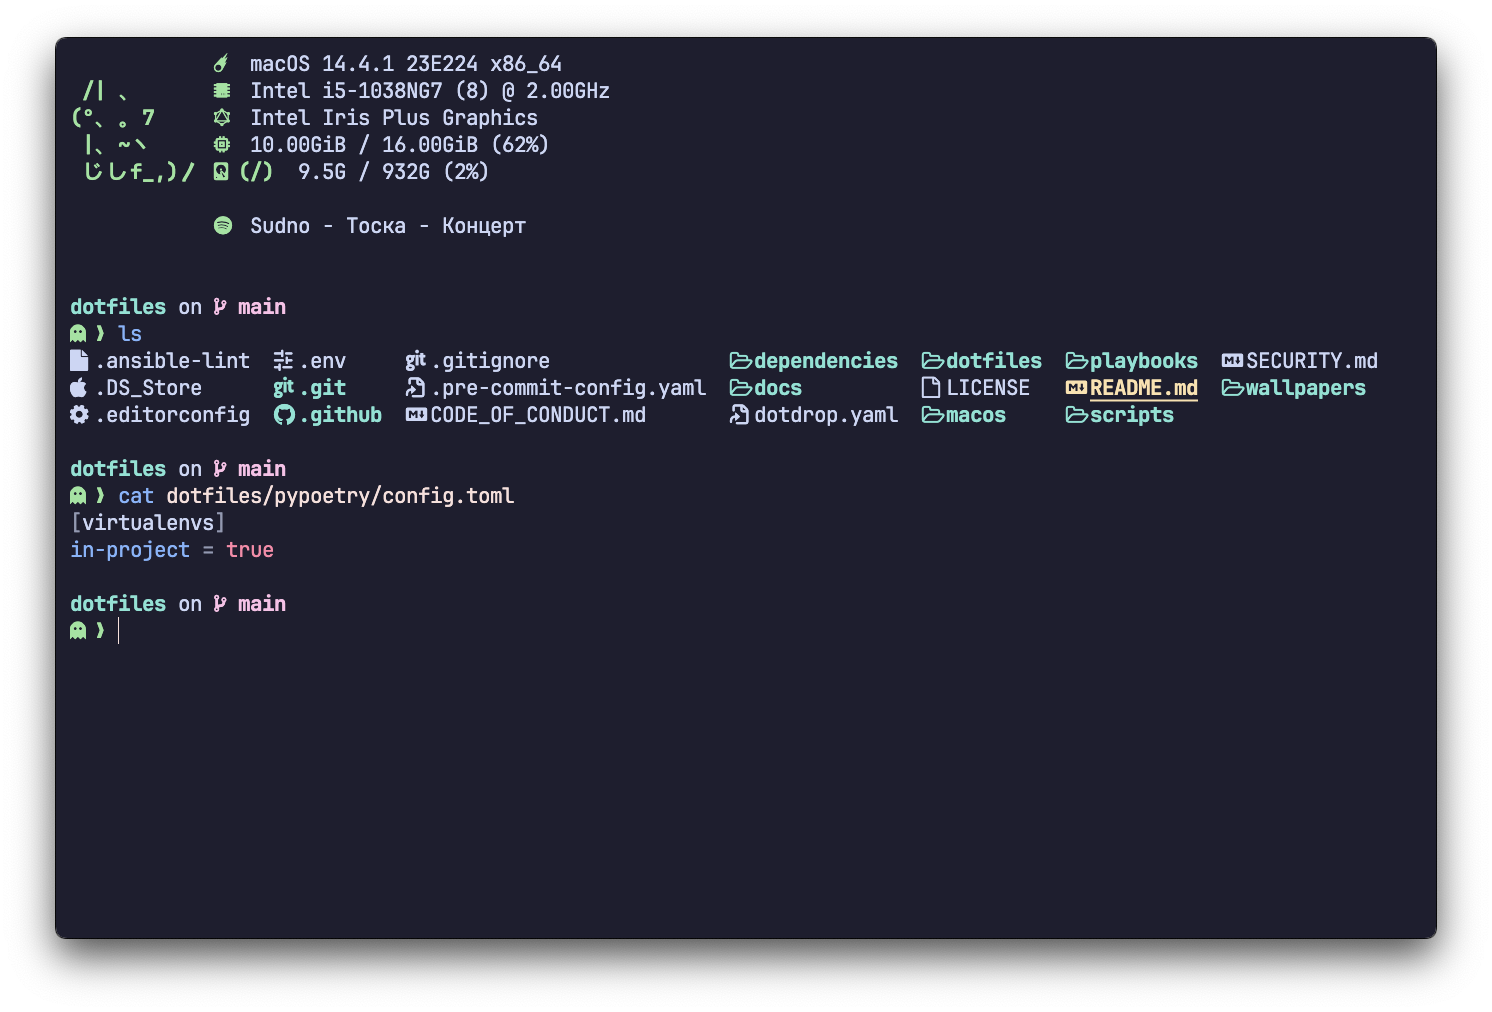 macOS 14.4.1 23E224 x86_64
/| 、 Intel i5-1038NG7 (8) @ 2.00GHz
(°、 。7 Intel Iris Plus Graphics
|、~ヽ 10.00GiB / 16.00GiB (62%)
じしf_,)/ (/) 9.5G / 932G (2%)
Sudno - Тоска - Концерт
dotfiles on main
❯ ls
.ansible-lint .env .gitignore dependencies dotfiles playbooks SECURITY.md
.DS_Store .git .pre-commit-config.yaml docs LICENSE README.md wallpapers
.editorconfig .github CODE_OF_CONDUCT.md dotdrop.yaml macos scripts
dotfiles on main
❯ cat dotfiles/pypoetry/config.toml
[virtualenvs]
in-project = true
dotfiles on main
❯